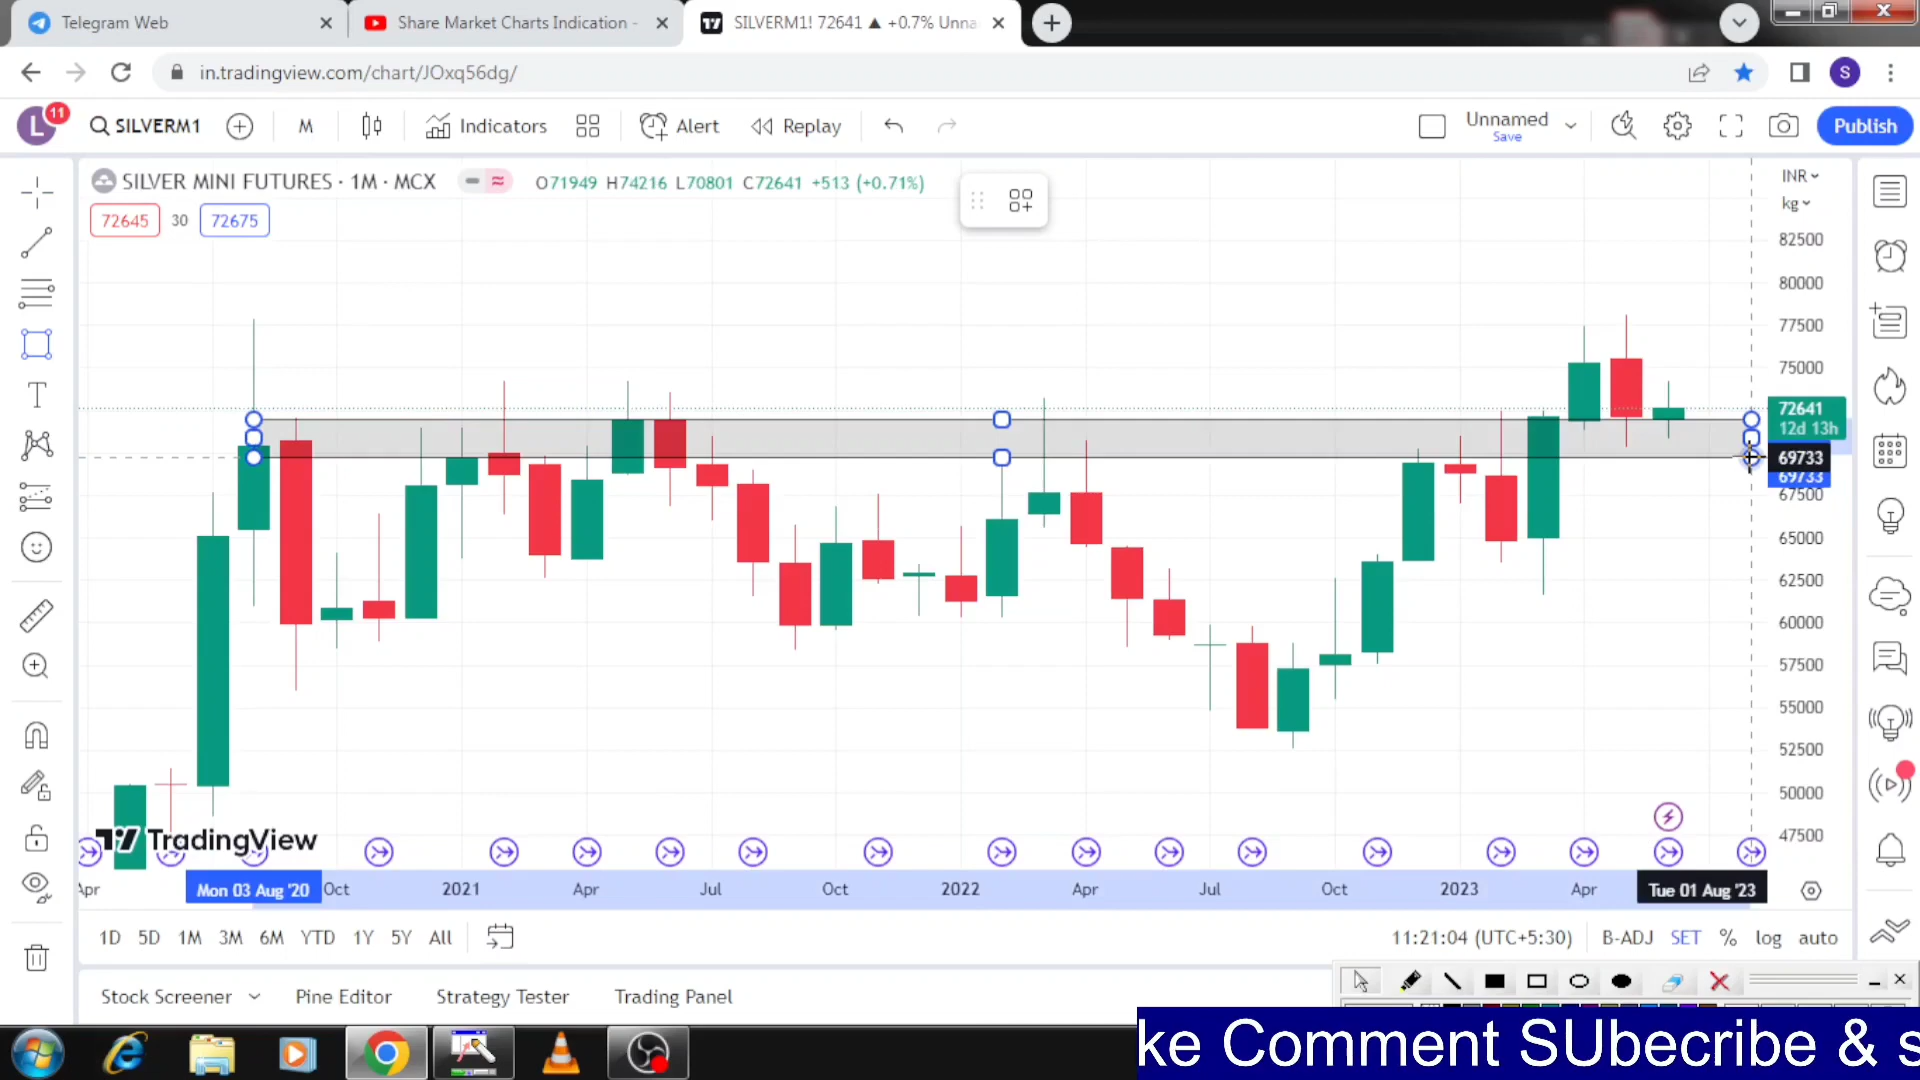 Telegram Web
Share Market Charts Indication -
SILVERM1! 72641 ▲ +0.7% Unna
in.tradingview.com/chart/JOxq56dg/
S
L 11
SILVERM1
M
Indicators
Alert
Replay
Unnamed
Save
Publish
SILVER MINI FUTURES · 1M · MCX
O71949 H74216 L70801 C72641 +513 (+0.71%)
INR
kg
72645 30 72675
82500
80000
77500
75000
72641
12d 13h
69733
69733
67500
65000
62500
60000
57500
55000
52500
50000
47500
TradingView
Apr Mon 03 Aug '20 Oct 2021 Apr Jul Oct 2022 Apr Jul Oct 2023 Apr Tue 01 Aug '23
1D 5D 1M 3M 6M YTD 1Y 5Y All
11:21:04 (UTC+5:30) B-ADJ SET % log auto
Stock Screener Pine Editor Strategy Tester Trading Panel
ke Comment SUbecribe & s